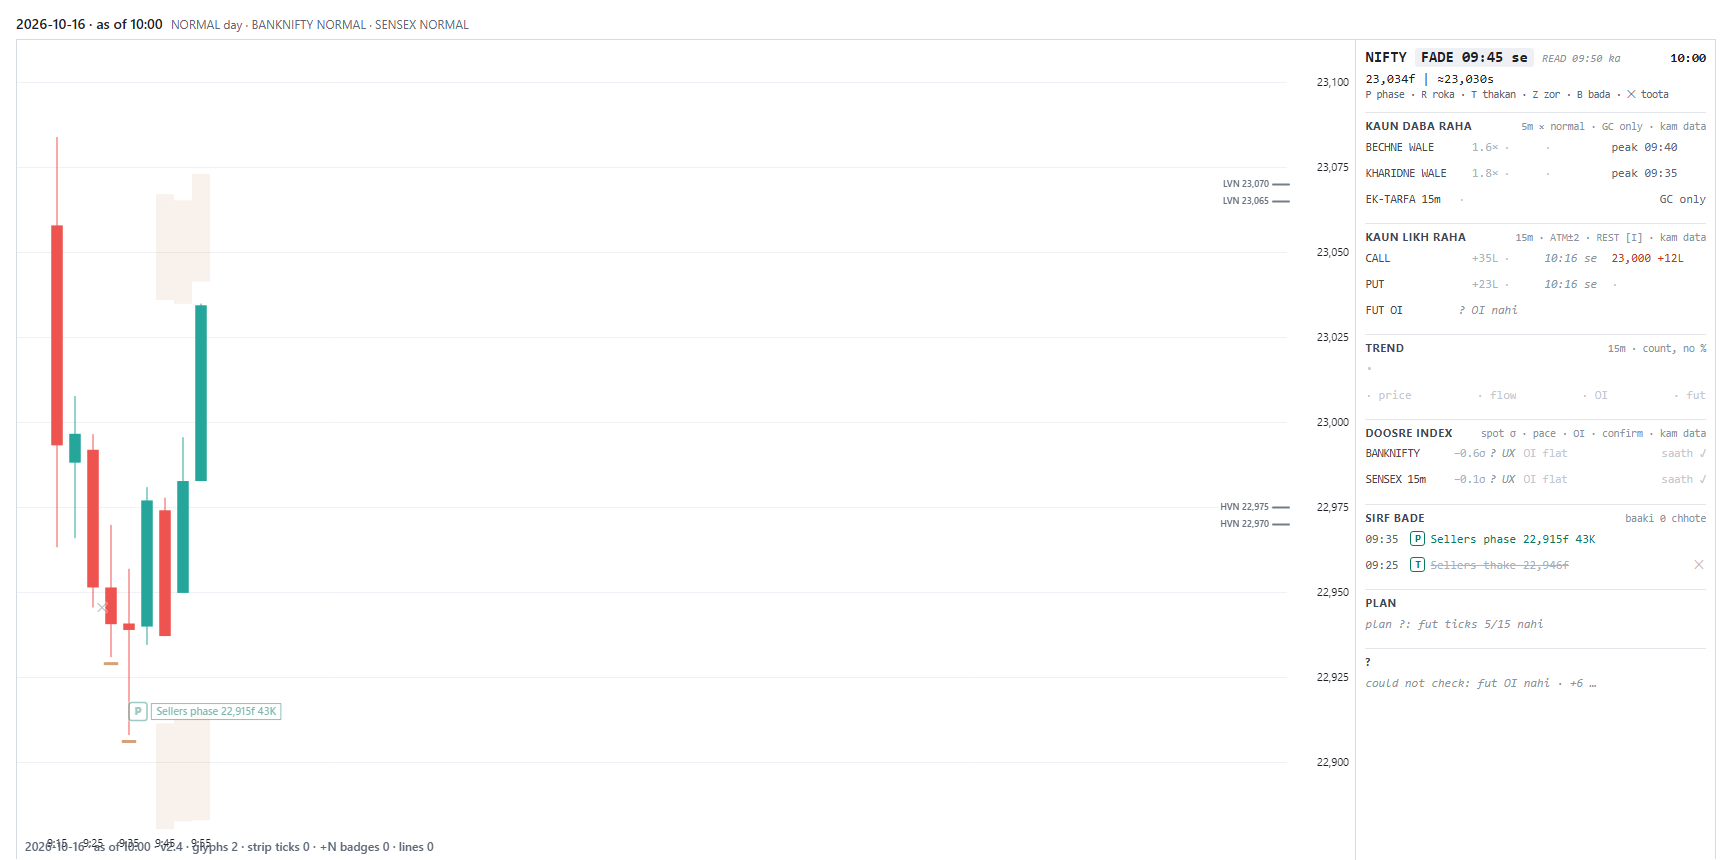 2026-10-16 · as of 10:00 NORMAL day · BANKNIFTY NORMAL · SENSEX NORMAL
23,100
23,075
LVN 23,070
LVN 23,065
23,050
23,025
23,000
HVN 22,975
22,975
HVN 22,970
22,950
22,925
P Sellers phase 22,915f 43K
22,900
9:15 9:25 9:35 9:45 9:55
2026-10-16 · as of 10:00 · v2.4 · glyphs 2 · strip ticks 0 · +N badges 0 · lines 0
NIFTY FADE 09:45 se READ 09:50 ka 10:00
23,034f | ≈23,030s
P phase · R roka · T thakan · Z zor · B bada · × toota
KAUN DABA RAHA 5m × normal · GC only · kam data
BECHNE WALE 1.6× · · peak 09:40
KHARIDNE WALE 1.8× · · peak 09:35
EK-TARFA 15m · GC only
KAUN LIKH RAHA 15m · ATM±2 · REST [I] · kam data
CALL +35L · 10:16 se 23,000 +12L
PUT +23L · 10:16 se ·
FUT OI ? OI nahi
TREND 15m · count, no %
·
· price · flow · OI · fut
DOOSRE INDEX spot σ · pace · OI · confirm · kam data
BANKNIFTY −0.6σ ? UX OI flat saath ✓
SENSEX 15m −0.1σ ? UX OI flat saath ✓
SIRF BADE baaki 0 chhote
09:35 P Sellers phase 22,915f 43K
09:25 T Sellers thake 22,946f ×
PLAN
plan ?: fut ticks 5/15 nahi
?
could not check: fut OI nahi · +6 …